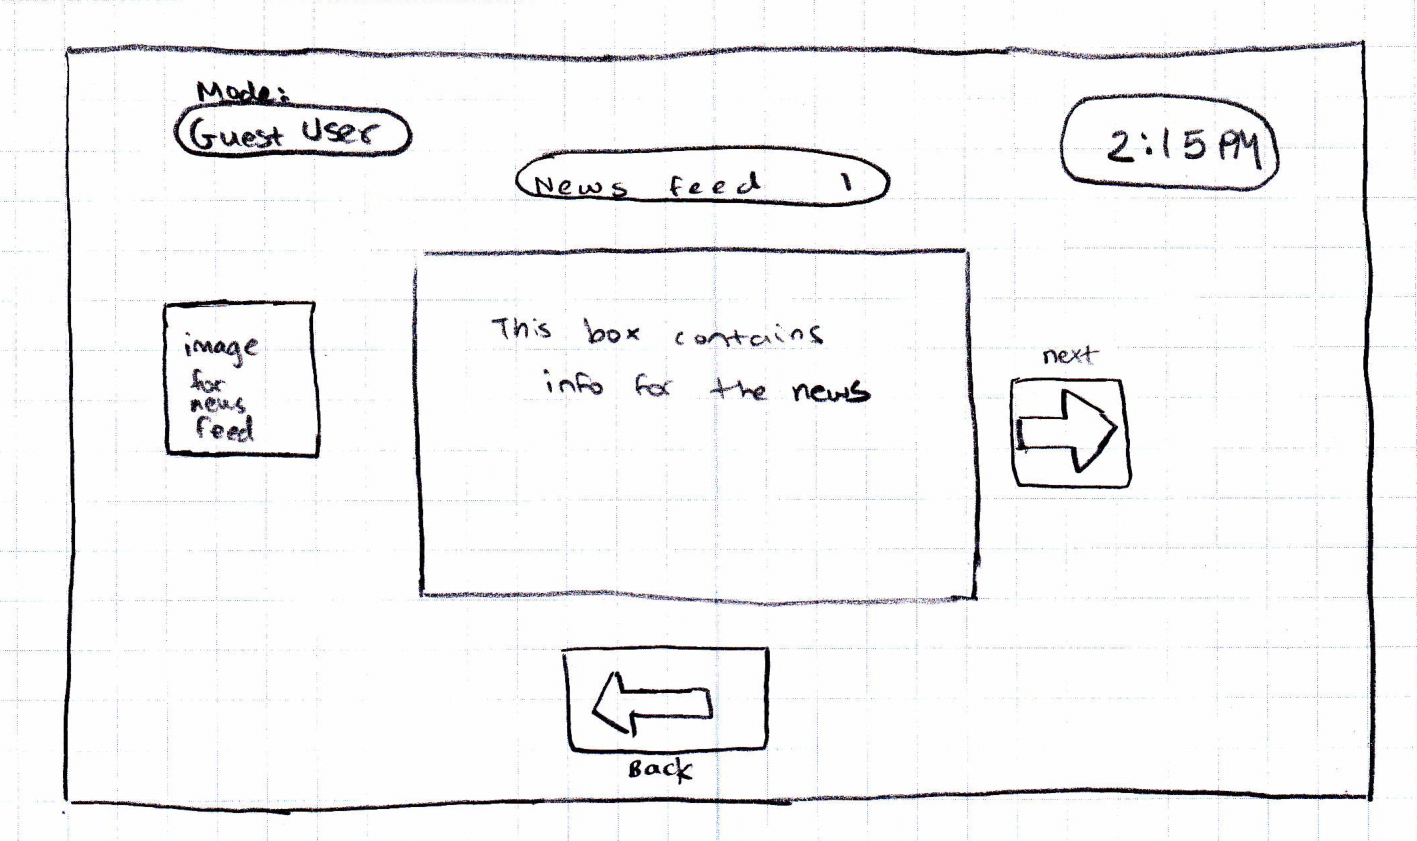 Mode:
Guest User
2:15 PM
News feed 1
image
for
news
feed
This box contains
info for the news
next
Back